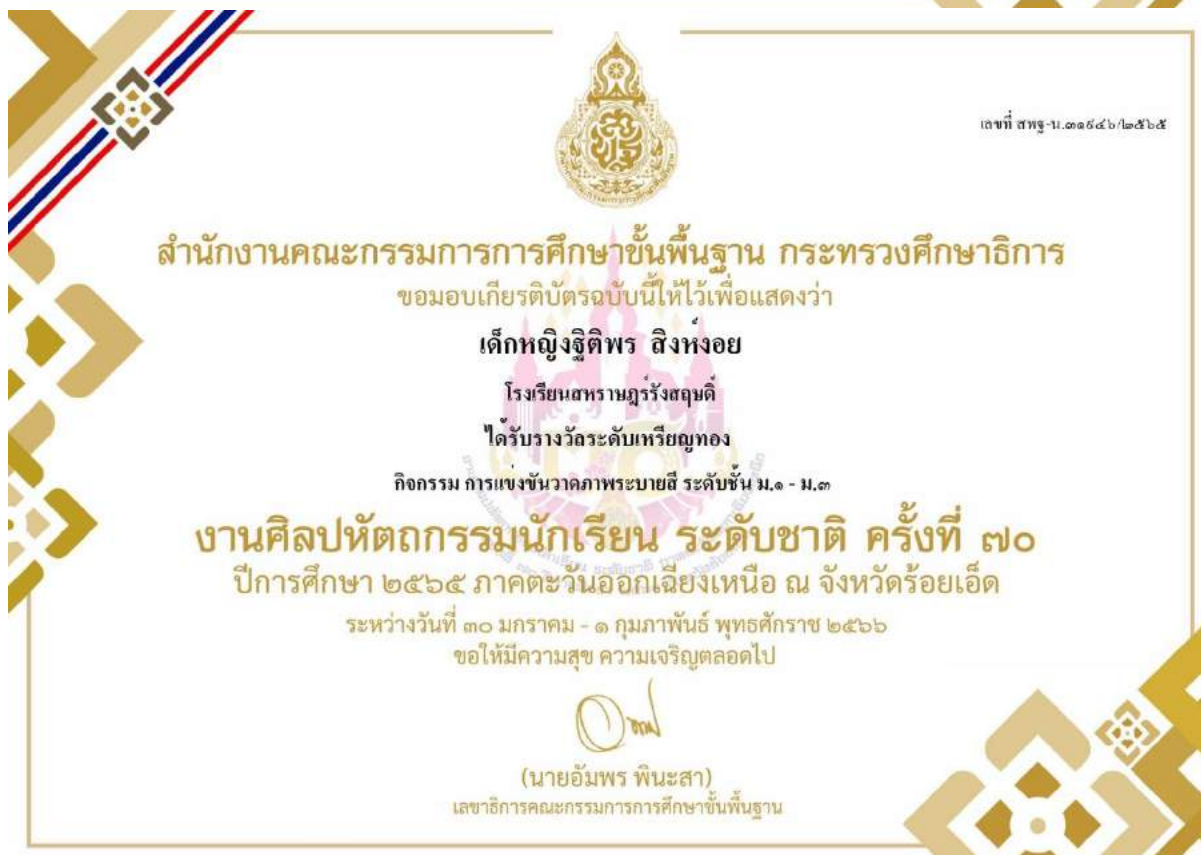 เลขที่ สพฐ-น.๓๑๙๔๖/๒๕๖๕
สำนักงานคณะกรรมการการศึกษาขั้นพื้นฐาน กระทรวงศึกษาธิการ
ขอมอบเกียรติบัตรฉบับนี้ให้ไว้เพื่อแสดงว่า
เด็กหญิงฐิติพร สิงห์งอย
โรงเรียนสหราษฎร์รังสฤษดิ์
ได้รับรางวัลระดับเหรียญทอง
กิจกรรม การแข่งขันวาดภาพระบายสี ระดับชั้น ม.๑ - ม.๓
งานศิลปหัตถกรรมนักเรียน ระดับชาติ ครั้งที่ ๗๐
ปีการศึกษา ๒๕๖๕ ภาคตะวันออกเฉียงเหนือ ณ จังหวัดร้อยเอ็ด
ระหว่างวันที่ ๓๐ มกราคม - ๑ กุมภาพันธ์ พุทธศักราช ๒๕๖๖
ขอให้มีความสุข ความเจริญตลอดไป
(นายอัมพร พินะสา)
เลขาธิการคณะกรรมการการศึกษาขั้นพื้นฐาน